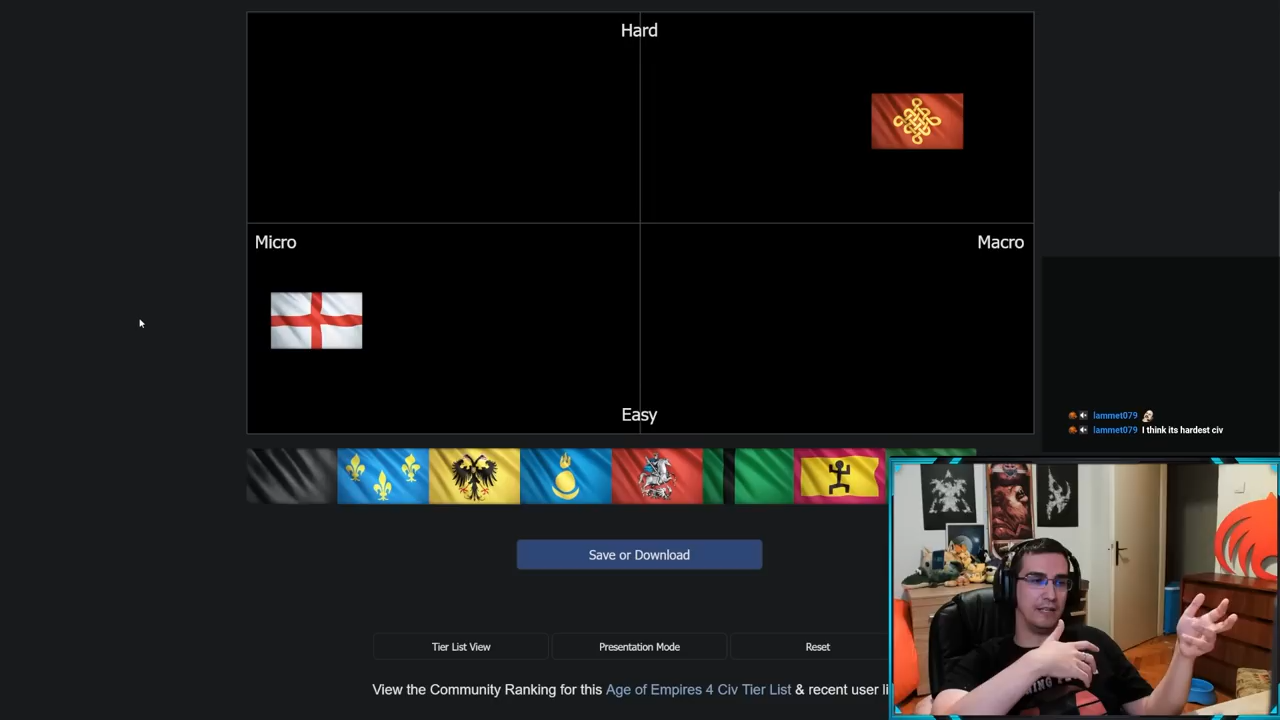 Hard
Micro
Macro
Easy
lammet079
lammet079 I think its hardest civ
Save or Download
Tier List View
Presentation Mode
Reset
View the Community Ranking for this Age of Empires 4 Civ Tier List & recent user li